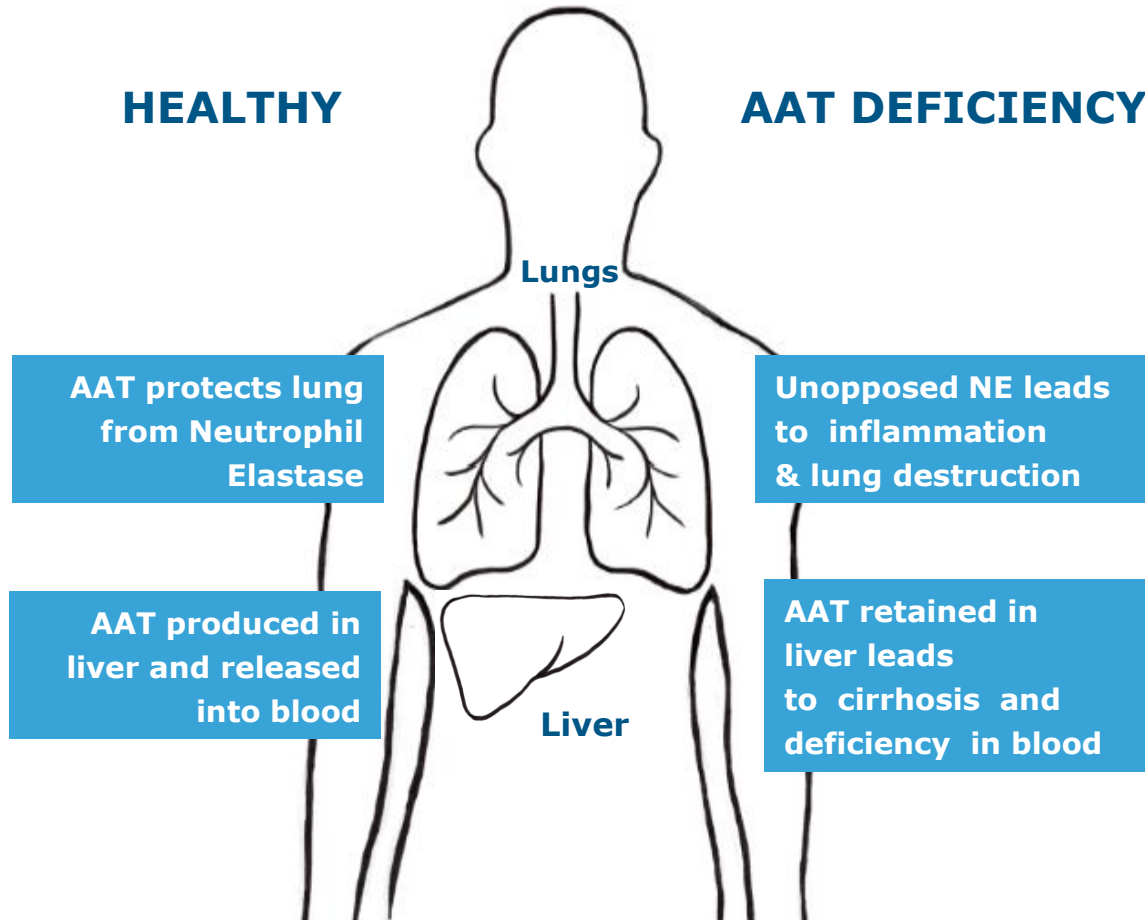 HEALTHY
AAT DEFICIENCY
Lungs
AAT protects lung
from Neutrophil
Elastase
Unopposed NE leads
to inflammation
& lung destruction
AAT produced in
liver and released
into blood
AAT retained in
liver leads
to cirrhosis and
deficiency in blood
Liver